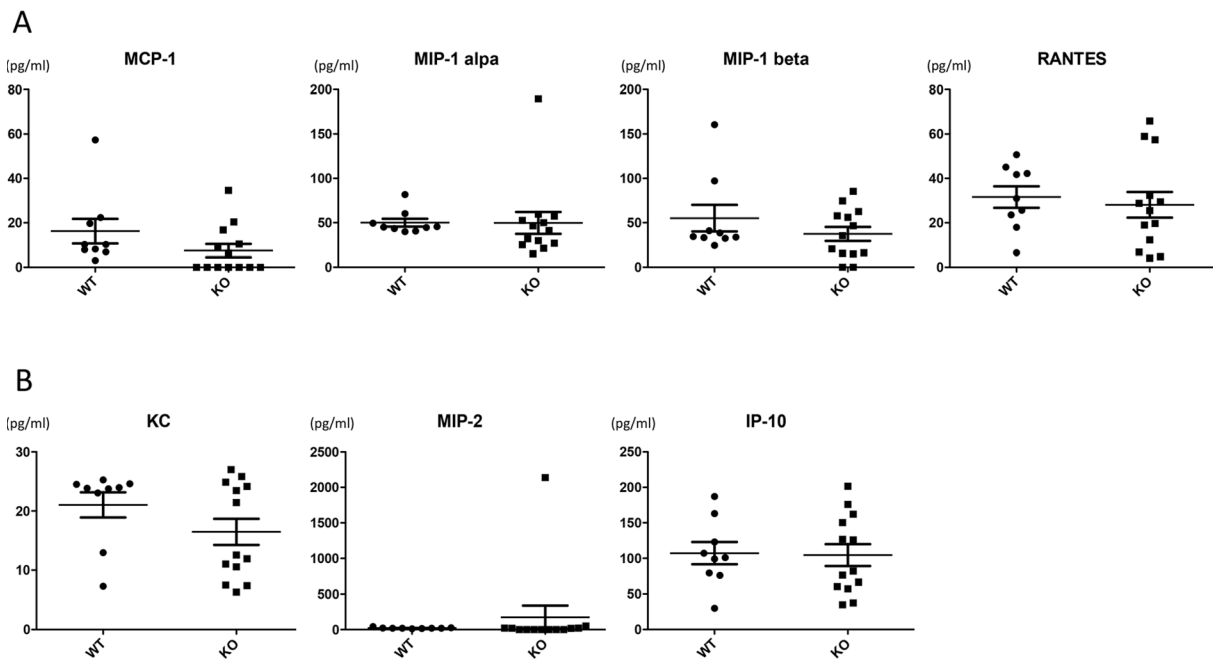 A
MCP-1
MIP-1 alpa
MIP-1 beta
RANTES
(pg/ml)
(pg/ml)
(pg/ml)
(pg/ml)
80
60
40
20
0
WT
KO
200
150
100
50
0
WT
KO
200
150
100
50
0
WT
KO
80
60
40
20
0
WT
KO
B
KC
MIP-2
IP-10
(pg/ml)
(pg/ml)
(pg/ml)
30
20
10
0
WT
KO
2500
2000
1500
1000
500
0
WT
KO
250
200
150
100
50
0
WT
KO